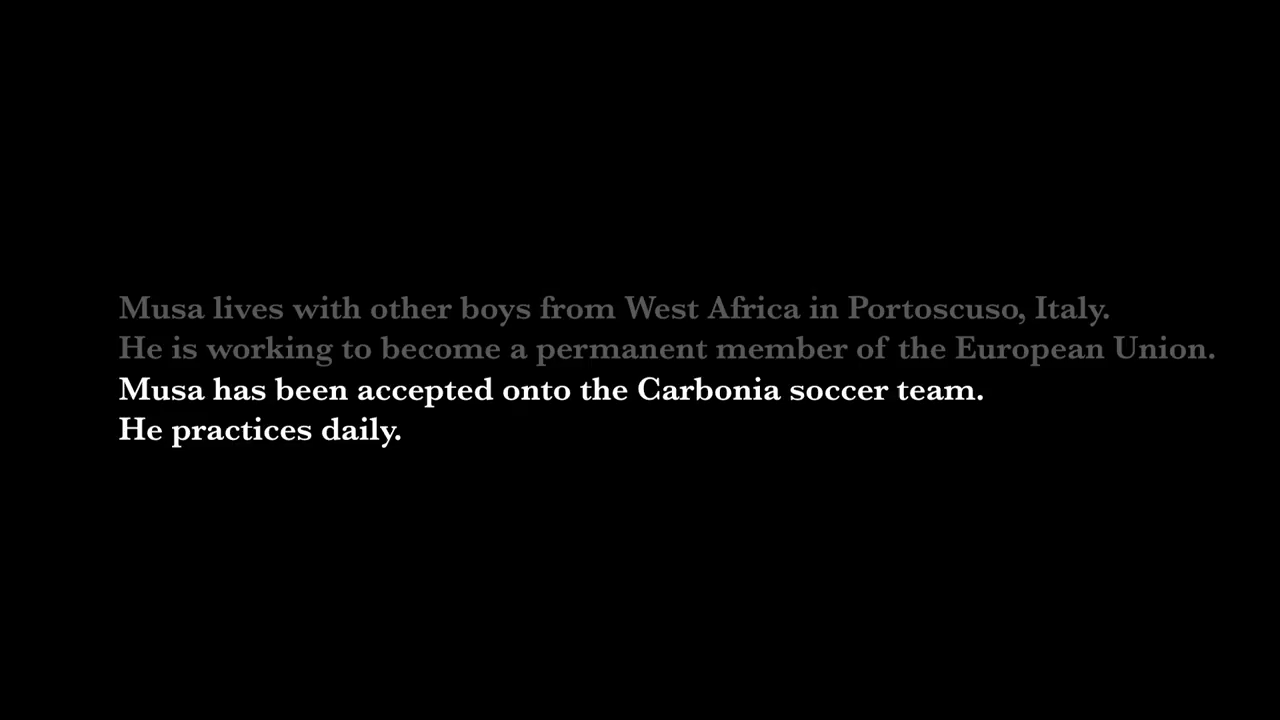 Musa lives with other boys from West Africa in Portoscuso, Italy.
He is working to become a permanent member of the European Union.
Musa has been accepted onto the Carbonia soccer team.
He practices daily.